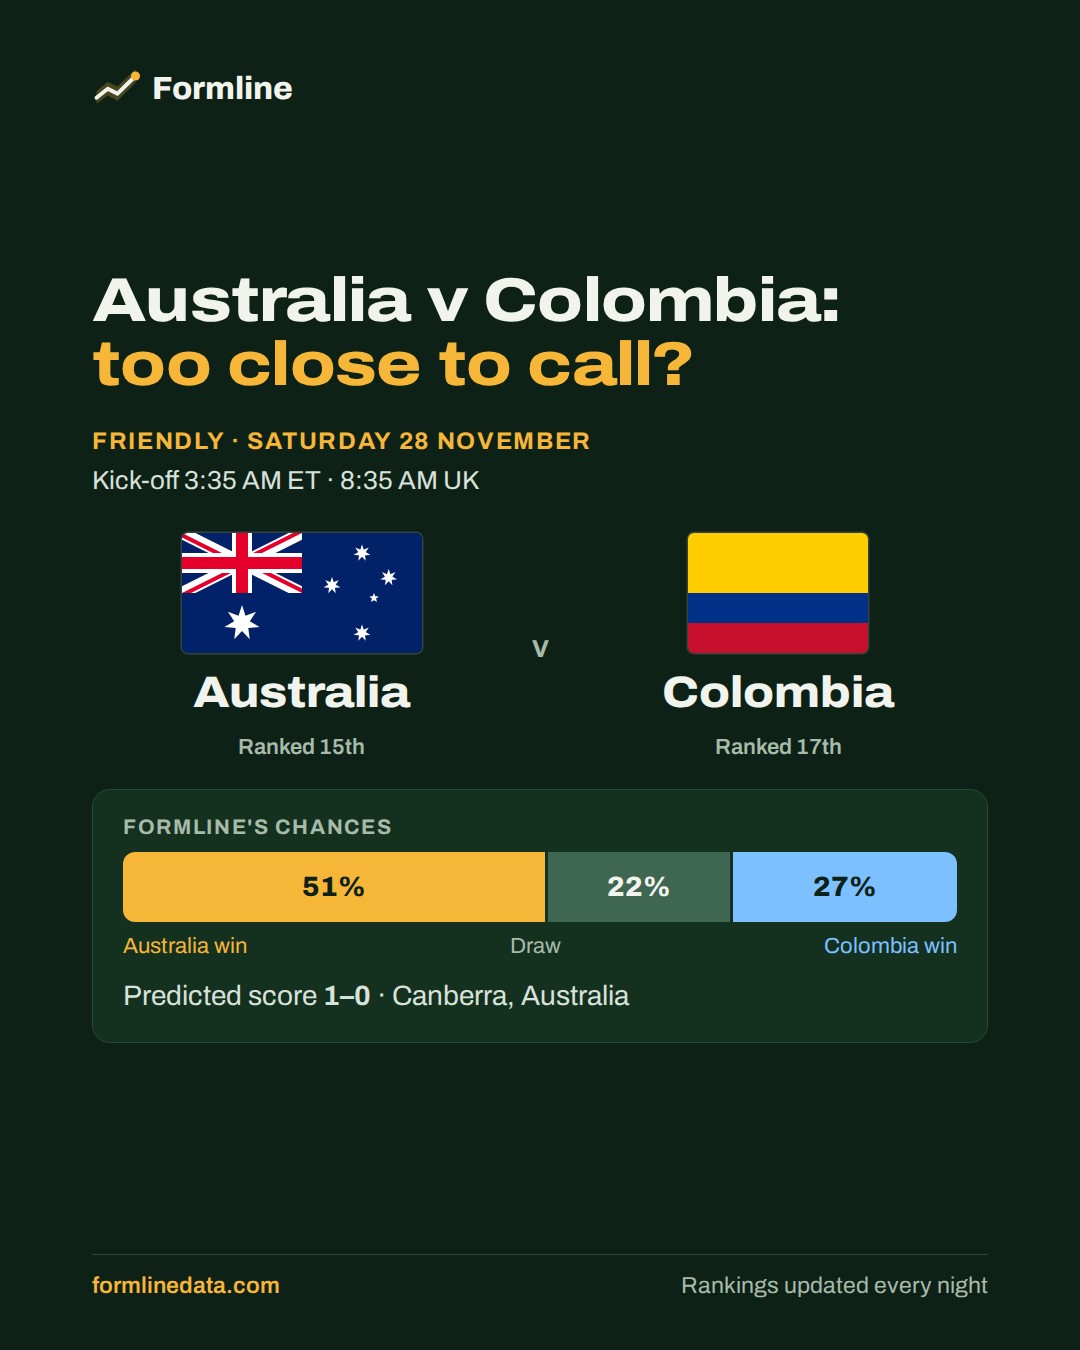 Formline
Australia v Colombia:
too close to call?
FRIENDLY · SATURDAY 28 NOVEMBER
Kick-off 3:35 AM ET · 8:35 AM UK
v
Australia
Colombia
Ranked 15th
Ranked 17th
FORMLINE'S CHANCES
51%
22%
27%
Australia win
Draw
Colombia win
Predicted score 1–0 · Canberra, Australia
formlinedata.com
Rankings updated every night